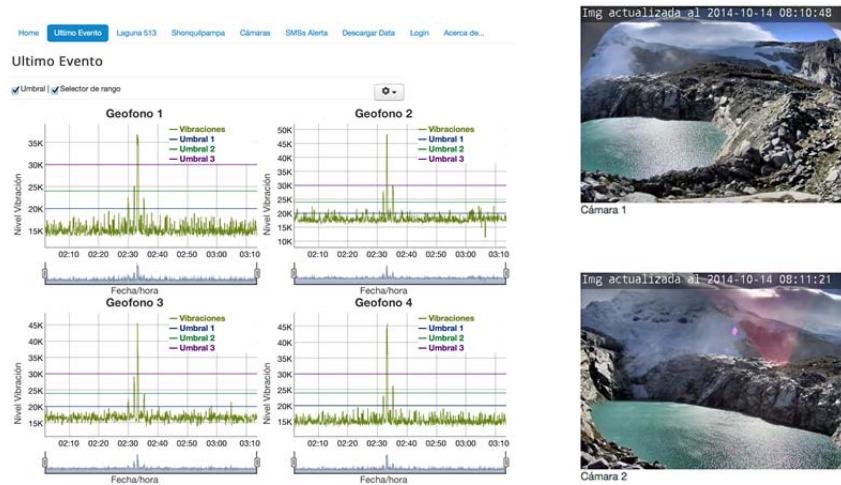 Home Ultimo Evento Laguna 513 Shonquilpampa Cámaras SMSs Alerta Descargar Data Login Acerca de...
Ultimo Evento
Umbral | Selector de rango
Geofono 1
Vibraciones
Umbral 1
Umbral 2
Umbral 3
35K
30K
25K
20K
15K
Nivel Vibración
02:10 02:20 02:30 02:40 02:50 03:00 03:10
Fecha/hora
Geofono 2
Vibraciones
Umbral 1
Umbral 2
Umbral 3
50K
45K
40K
35K
30K
25K
20K
15K
10K
Nivel Vibración
02:10 02:20 02:30 02:40 02:50 03:00 03:10
Fecha/hora
Geofono 3
Vibraciones
Umbral 1
Umbral 2
Umbral 3
45K
40K
35K
30K
25K
20K
15K
Nivel Vibración
02:10 02:20 02:30 02:40 02:50 03:00 03:10
Fecha/hora
Geofono 4
Vibraciones
Umbral 1
Umbral 2
Umbral 3
45K
40K
35K
30K
25K
20K
15K
Nivel Vibración
02:10 02:20 02:30 02:40 02:50 03:00 03:10
Fecha/hora
Img actualizada al 2014-10-14 08:10:48
Cámara 1
Img actualizada al 2014-10-14 08:11:21
Cámara 2